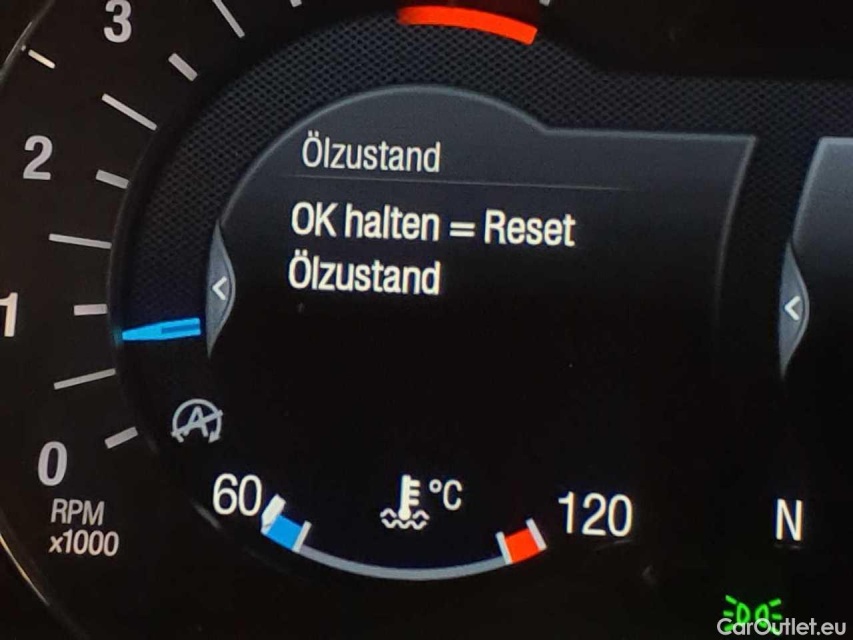 3
2
1
0
RPM
x1000
Ölzustand
OK halten = Reset
Ölzustand
60
°C
120
N
CarOutlet.eu